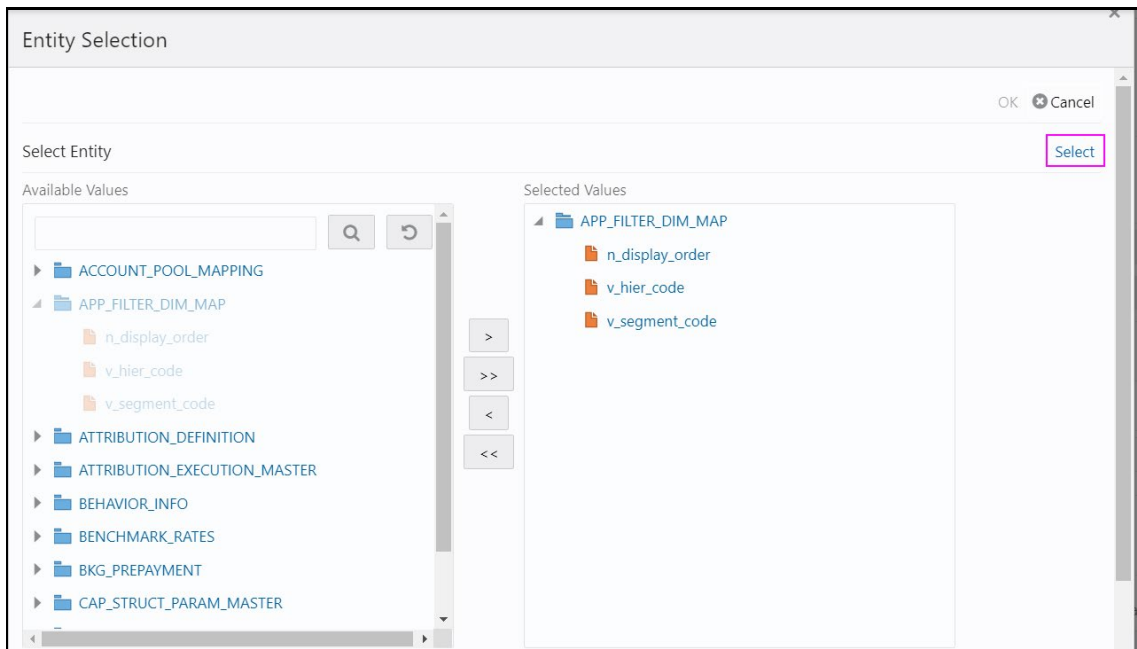 Entity Selection
OK Cancel
Select Entity Select
Available Values
ACCOUNT_POOL_MAPPING
APP_FILTER_DIM_MAP
n_display_order
v_hier_code
v_segment_code
ATTRIBUTION_DEFINITION
ATTRIBUTION_EXECUTION_MASTER
BEHAVIOR_INFO
BENCHMARK_RATES
BKG_PREPAYMENT
CAP_STRUCT_PARAM_MASTER
>
>>
<
<<
Selected Values
APP_FILTER_DIM_MAP
n_display_order
v_hier_code
v_segment_code